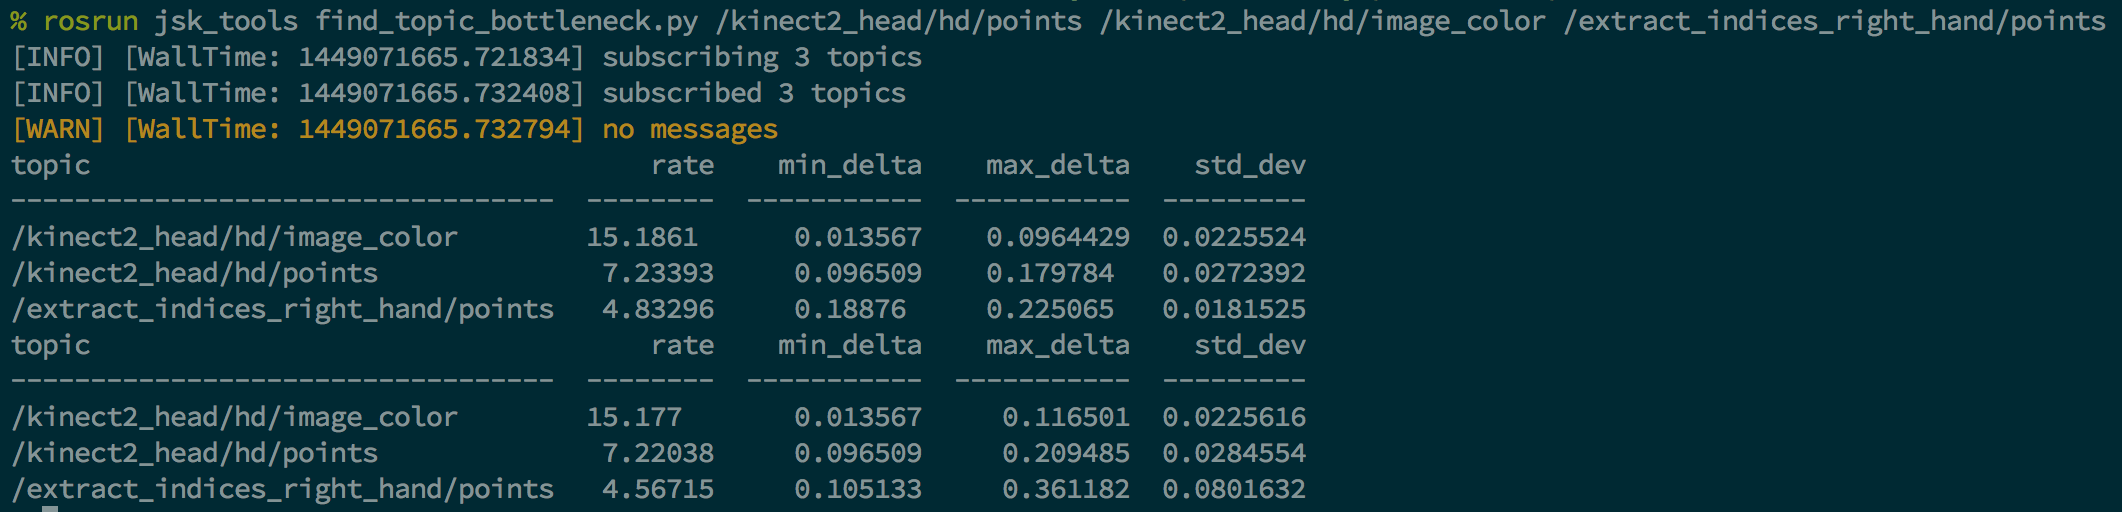 % rosrun jsk_tools find_topic_bottleneck.py /kinect2_head/hd/points /kinect2_head/hd/image_color /extract_indices_right_hand/points
[INFO] [WallTime: 1449071665.721834] subscribing 3 topics
[INFO] [WallTime: 1449071665.732408] subscribed 3 topics
[WARN] [WallTime: 1449071665.732794] no messages
topic                                   rate    min_delta    max_delta    std_dev
----------------------------------  --------  -----------  -----------  ---------
/kinect2_head/hd/image_color        15.1861      0.013567    0.0964429  0.0225524
/kinect2_head/hd/points              7.23393     0.096509    0.179784   0.0272392
/extract_indices_right_hand/points   4.83296     0.18876     0.225065   0.0181525
topic                                   rate    min_delta    max_delta    std_dev
----------------------------------  --------  -----------  -----------  ---------
/kinect2_head/hd/image_color        15.177       0.013567     0.116501  0.0225616
/kinect2_head/hd/points              7.22038     0.096509     0.209485  0.0284554
/extract_indices_right_hand/points   4.56715     0.105133     0.361182  0.0801632